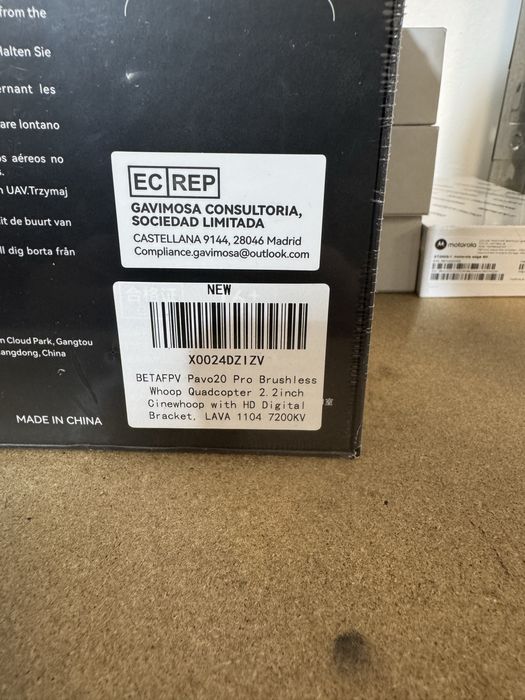 from the
Halten Sie
rnant les
are lontano
os aéreos no
UAV.Trzymaj
it de buurt van
ll dig borta från
EC REP
GAVIMOSA CONSULTORIA,
SOCIEDAD LIMITADA
CASTELLANA 9144, 28046 Madrid
Compliance.gavimosa@outlook.com
NEW
X0024DZIZV
BETAFPV Pavo20 Pro Brushless
Whoop Quadcopter 2.2inch
Cinewhoop with HD Digital
Bracket, LAVA 1104 7200KV
n Cloud Park, Gangtou
angdong, China
MADE IN CHINA
motorola